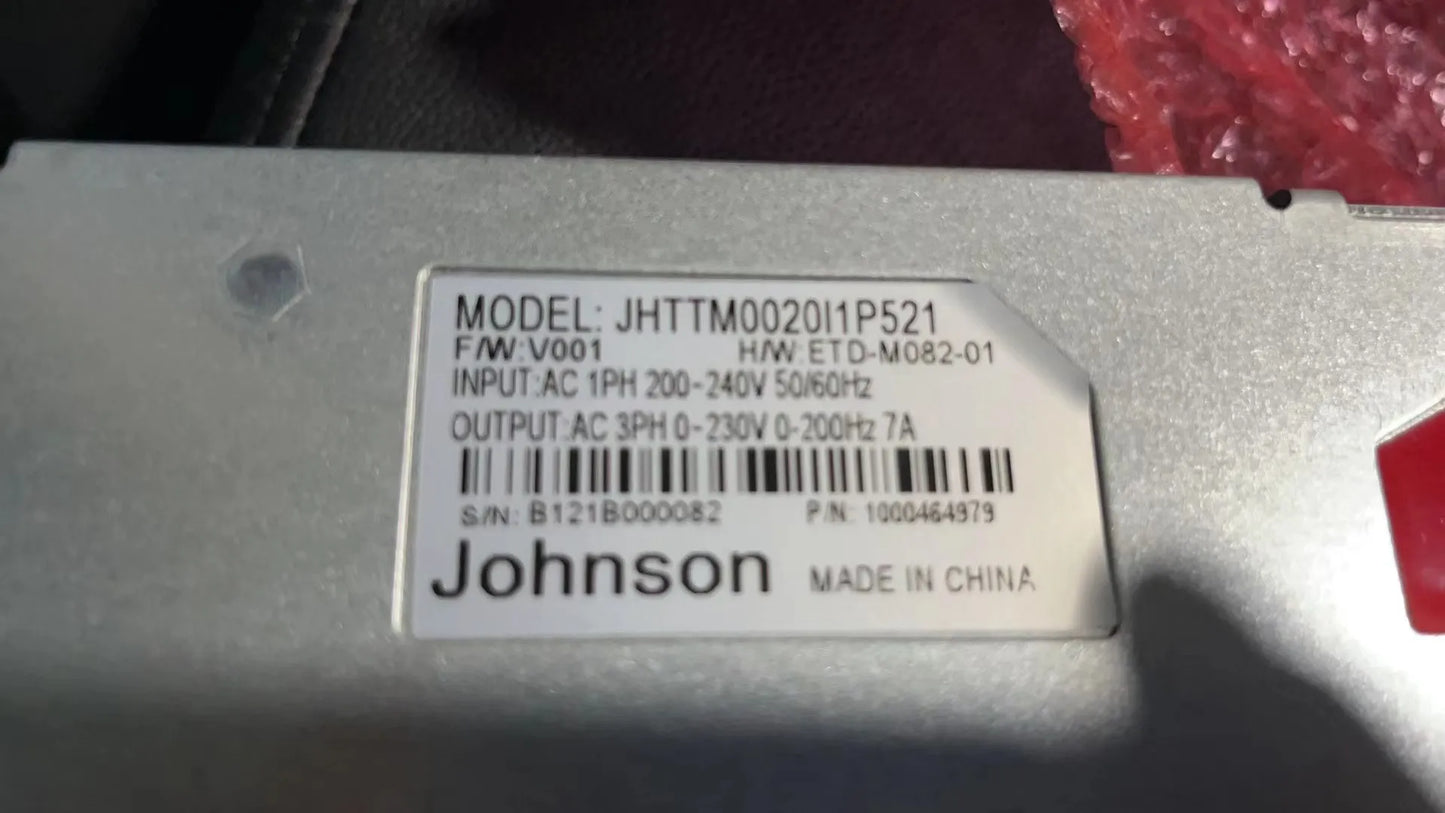 MODEL: JHTTM0020I1P521
F/W:V001 H/W:ETD-M082-01
INPUT:AC 1PH 200-240V 50/60Hz
OUTPUT:AC 3PH 0-230V 0-200Hz 7A
S/N: B121B000082 P/N: 1000464979
Johnson MADE IN CHINA